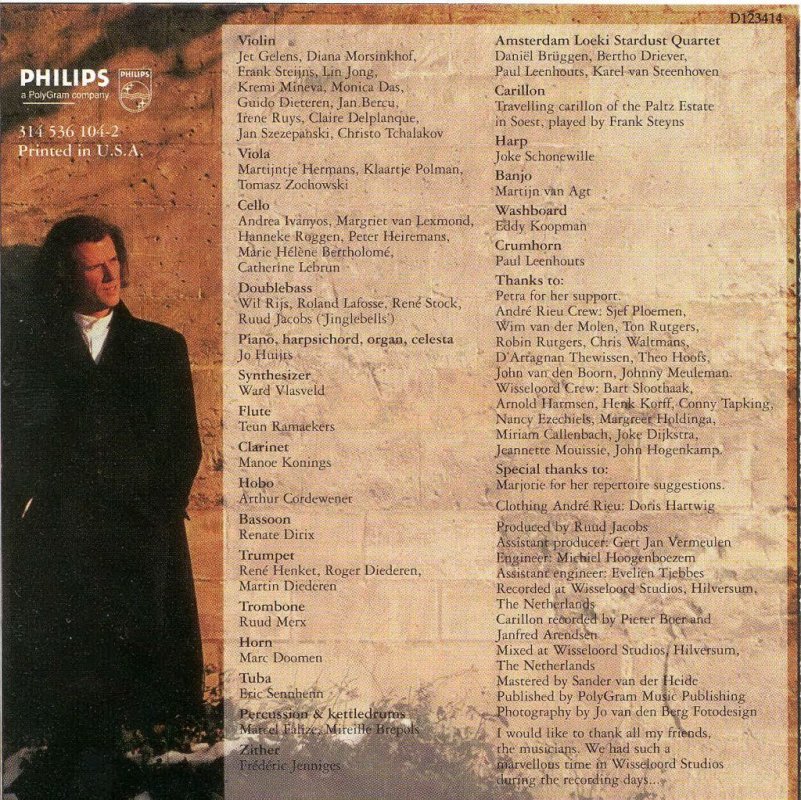 D123414
PHILIPS
a PolyGram company
PHILIPS
314 536 104-2
Printed in U.S.A.
Violin
Jet Gelens, Diana Morsinkhof,
Frank Steijns, Lin Jong,
Kremi Mineva, Monica Das,
Guido Dieteren, Jan Bercu,
Irene Ruys, Claire Delplanque,
Jan Szezepański, Christo Tchalakov
Viola
Martijntje Hermans, Klaartje Polman,
Tomasz Zochowski
Cello
Andrea Ivanyos, Margriet van Lexmond,
Hanneke Roggen, Peter Heiremans,
Marie Hélène Bertholomé,
Catherine Lebrun
Doublebass
Wil Rijs, Roland Lafosse, René Stock,
Ruud Jacobs ('Jinglebells')
Piano, harpsichord, organ, celesta
Jo Huijts
Synthesizer
Ward Vlasveld
Flute
Teun Ramaekers
Clarinet
Manoe Konings
Hobo
Arthur Cordewener
Bassoon
Renate Dirix
Trumpet
René Henket, Roger Diederen,
Martin Diederen
Trombone
Ruud Merx
Horn
Marc Doomen
Tuba
Eric Sennhenn
Percussion & kettledrums
Marcel Falize, Mireille Brepols
Zither
Frédéric Jenniges
Amsterdam Loeki Stardust Quartet
Daniël Brüggen, Bertho Driever,
Paul Leenhouts, Karel van Steenhoven
Carillon
Travelling carillon of the Paltz Estate
in Soest, played by Frank Steyns
Harp
Joke Schonewille
Banjo
Martijn van Agt
Washboard
Eddy Koopman
Crumhorn
Paul Leenhouts
Thanks to:
Petra for her support.
André Rieu Crew: Sjef Ploemen,
Wim van der Molen, Ton Rutgers,
Robin Rutgers, Chris Waltmans,
D'Artagnan Thewissen, Theo Hoofs,
John van den Boorn, Johnny Meuleman.
Wisseloord Crew: Bart Sloothaak,
Arnold Harmsen, Henk Korff, Conny Tapking,
Nancy Ezechiels, Margreet Holdinga,
Miriam Callenbach, Joke Dijkstra,
Jeannette Mouissie, John Hogenkamp.
Special thanks to:
Marjorie for her repertoire suggestions.
Clothing André Rieu: Doris Hartwig
Produced by Ruud Jacobs
Assistant producer: Gert Jan Vermeulen
Engineer: Michiel Hoogenboezem
Assistant engineer: Evelien Tjebbes
Recorded at Wisseloord Studios, Hilversum,
The Netherlands
Carillon recorded by Pieter Boer and
Janfred Arendsen
Mixed at Wisseloord Studios, Hilversum,
The Netherlands
Mastered by Sander van der Heide
Published by PolyGram Music Publishing
Photography by Jo van den Berg Fotodesign
I would like to thank all my friends,
the musicians. We had such a
marvellous time in Wisseloord Studios
during the recording days...